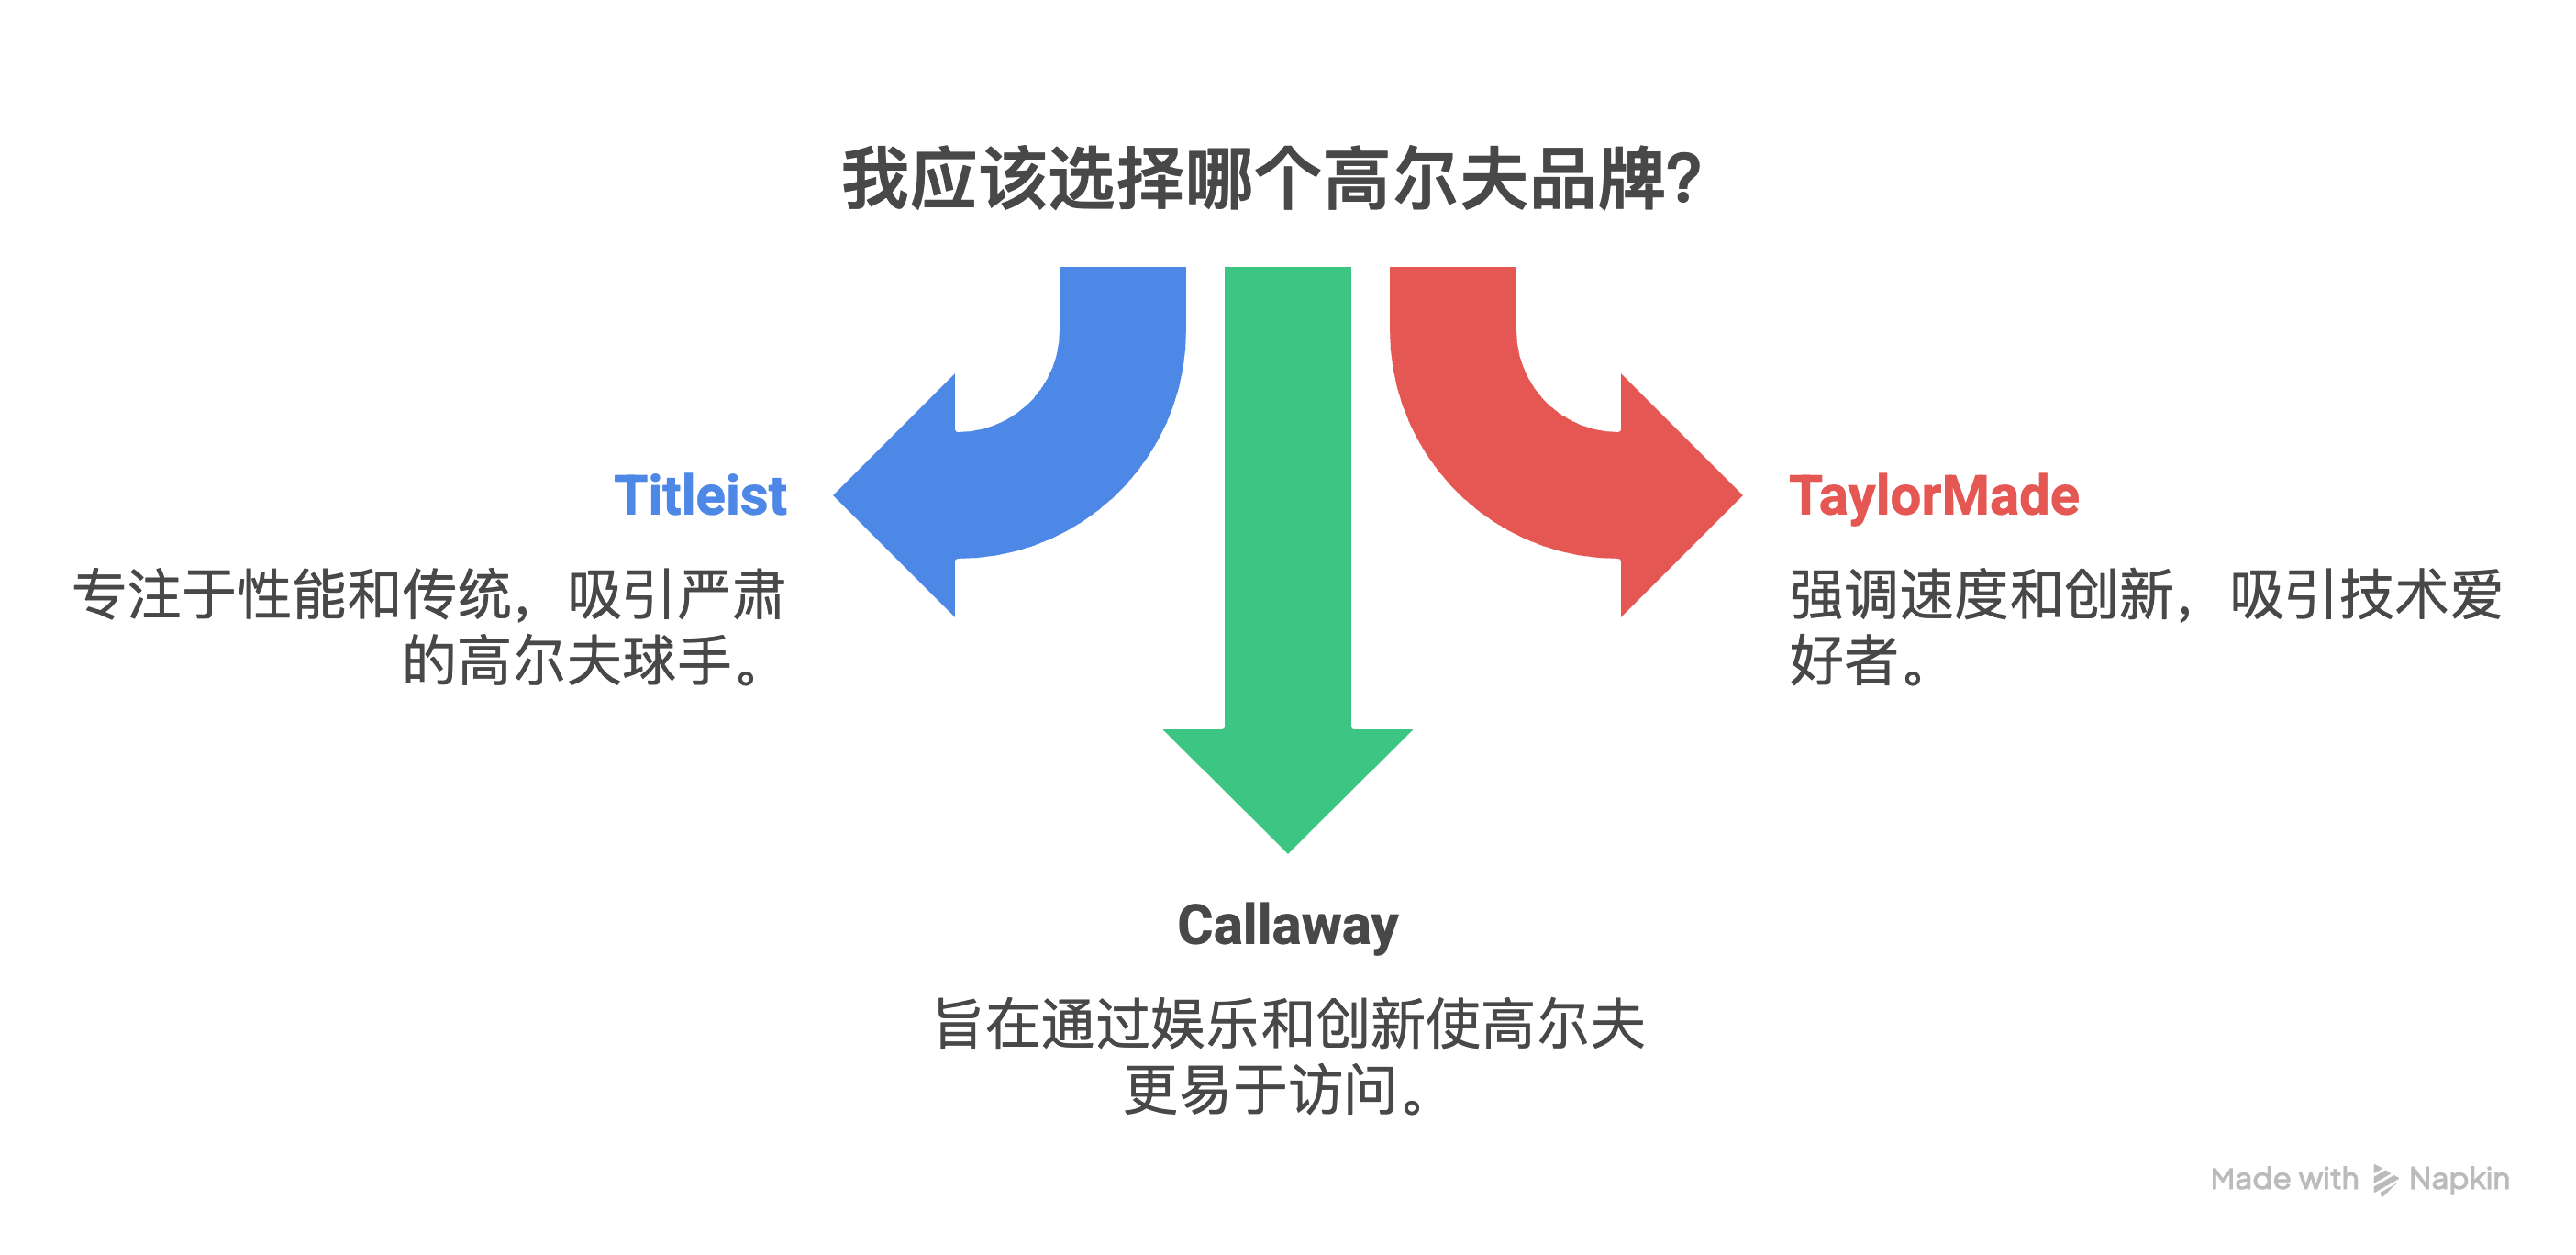 我应该选择哪个高尔夫品牌?
Titleist
专注于性能和传统，吸引严肃
的高尔夫球手。
TaylorMade
强调速度和创新，吸引技术爱
好者。
Callaway
旨在通过娱乐和创新使高尔夫
更易于访问。
Made with Napkin